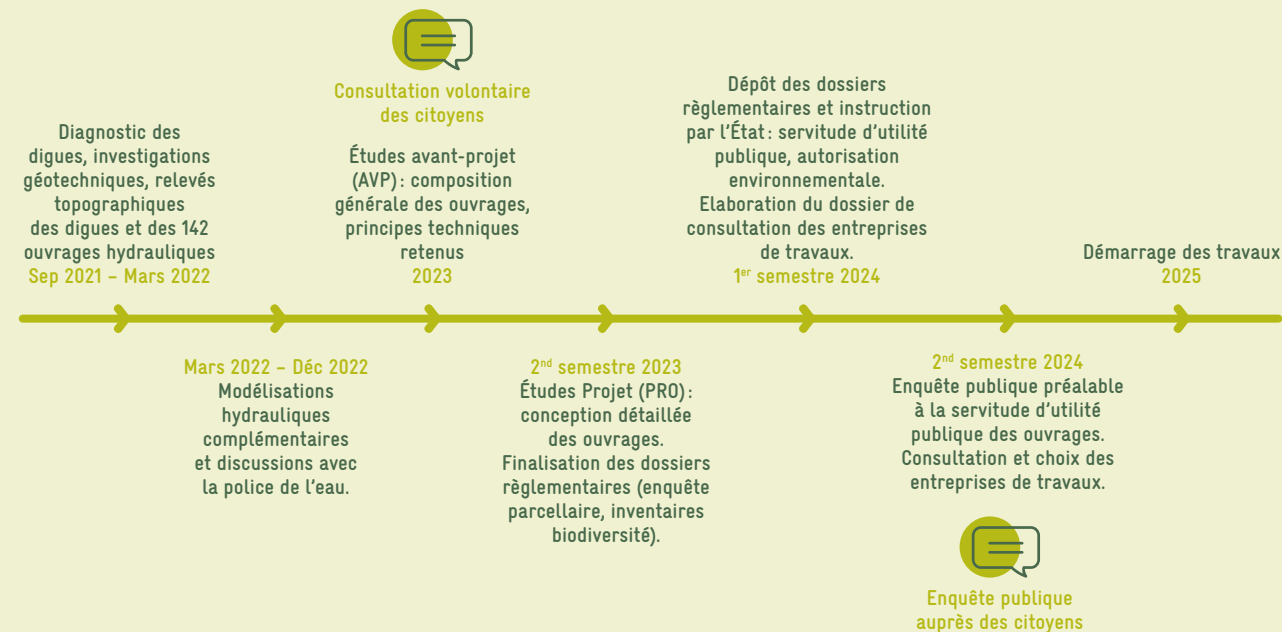 Diagnostic des
digues, investigations
géotechniques, relevés
topographiques
des digues et des 142
ouvrages hydrauliques
Sep 2021 – Mars 2022
Mars 2022 – Déc 2022
Modélisations
hydrauliques
complémentaires
et discussions avec
la police de l'eau.
Consultation volontaire
des citoyens
Études avant-projet
(AVP) : composition
générale des ouvrages,
principes techniques
retenus
2023
2nd semestre 2023
Études Projet (PRO) :
conception détaillée
des ouvrages.
Finalisation des dossiers
règlementaires (enquête
parcellaire, inventaires
biodiversité).
Dépôt des dossiers
règlementaires et instruction
par l'État : servitude d'utilité
publique, autorisation
environnementale.
Elaboration du dossier de
consultation des entreprises
de travaux.
1er semestre 2024
2nd semestre 2024
Enquête publique préalable
à la servitude d'utilité
publique des ouvrages.
Consultation et choix des
entreprises de travaux.
Enquête publique
auprès des citoyens
Démarrage des travaux
2025